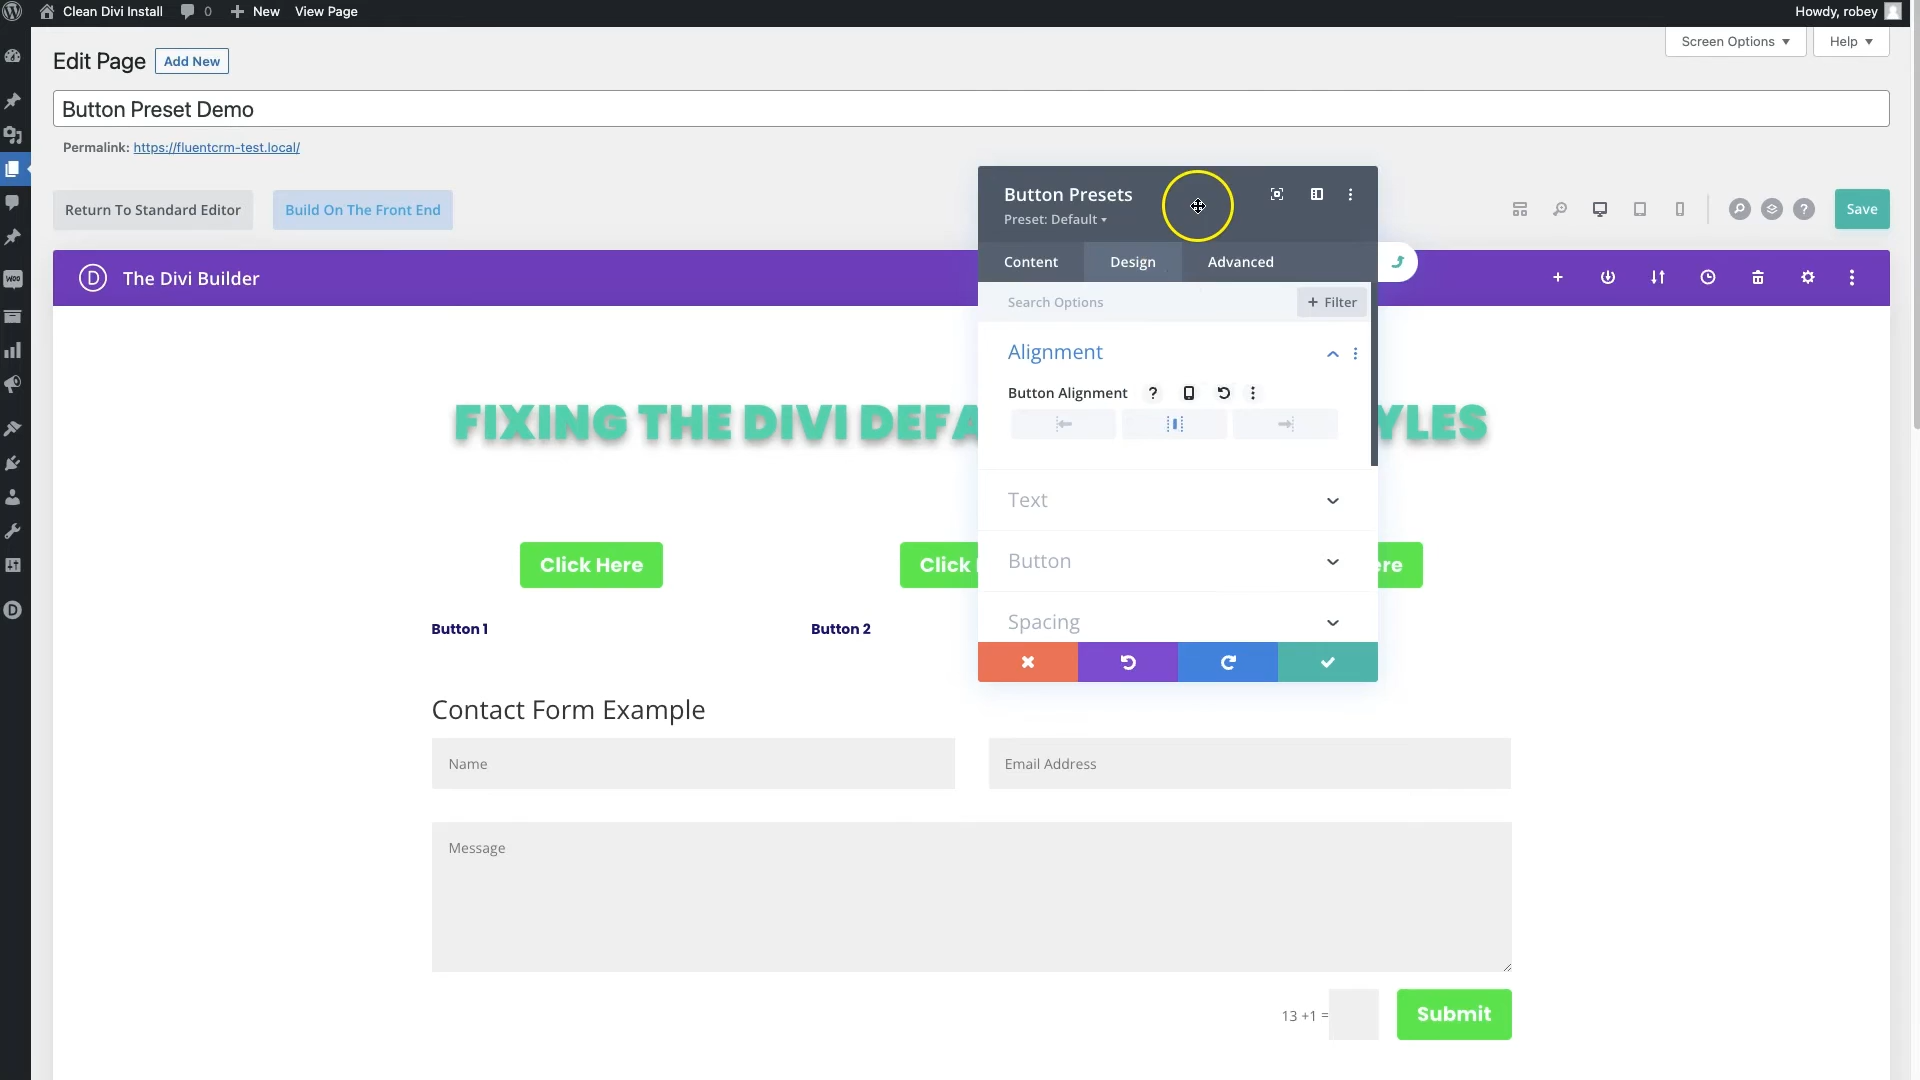 Clean Divi Install 0 New View Page Howdy, robey
Screen Options Help
Edit Page Add New
Button Preset Demo
Permalink: https://fluentcrm-test.local/
Return To Standard Editor Build On The Front End Save
Button Presets
Preset: Default
D The Divi Builder
Content Design Advanced
Search Options + Filter
Alignment
Button Alignment ?
FIXING THE DIVI DEFA YLES
Text
Button
Click Here Click ere
Spacing
Button 1 Button 2
Contact Form Example
Name Email Address
Message
13 +1 = Submit